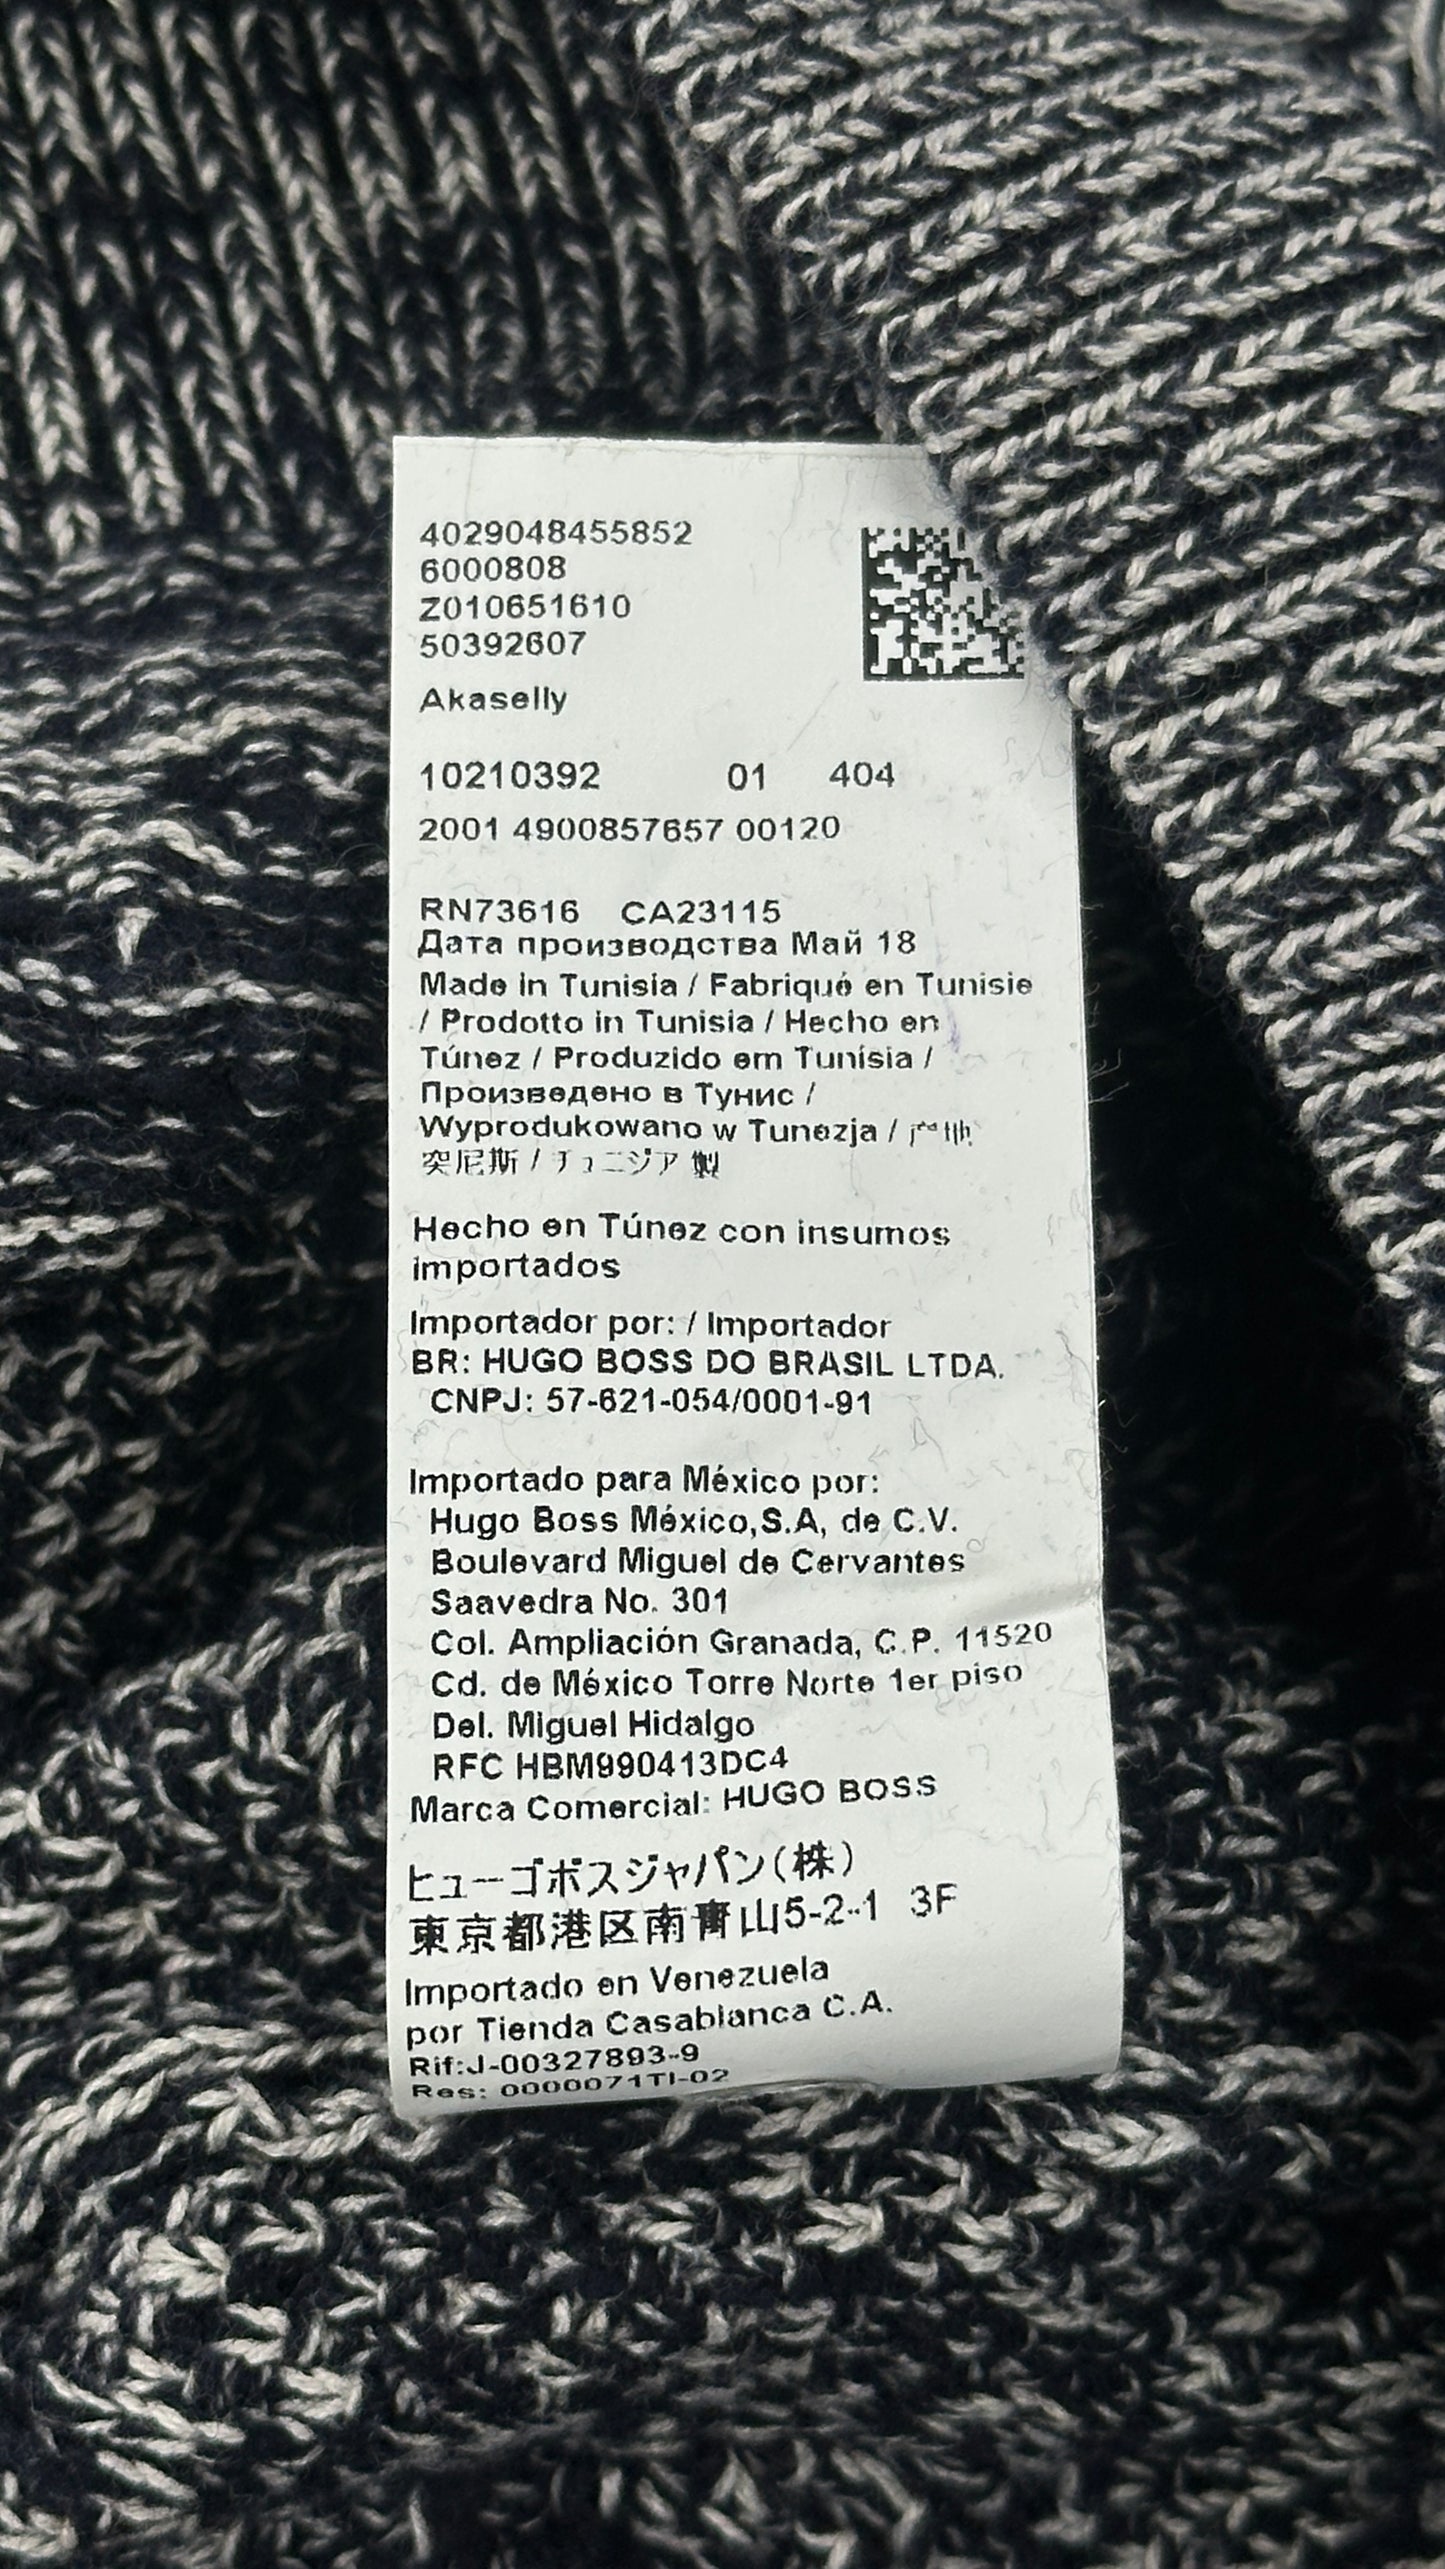 4029048455852
6000808
Z010651610
50392607
Akaselly
10210392 01 404
2001 4900857657 00120
RN73616 CA23115
Дата производства Май 18
Made in Tunisia / Fabriqué en Tunisie
/ Prodotto in Tunisia / Hecho en
Túnez / Produzido em Tunísia /
Произведено в Тунис /
Wyprodukowano w Tunezja / 产地
突尼斯 / チュニジア 製
Hecho en Túnez con insumos
importados
Importador por: / Importador
BR: HUGO BOSS DO BRASIL LTDA.
CNPJ: 57-621-054/0001-91
Importado para México por:
Hugo Boss México,S.A, de C.V.
Boulevard Miguel de Cervantes
Saavedra No. 301
Col. Ampliación Granada, C.P. 11520
Cd. de México Torre Norte 1er piso
Del. Miguel Hidalgo
RFC HBM990413DC4
Marca Comercial: HUGO BOSS
ヒューゴボスジャパン(株)
東京都港区南青山5-2-1 3F
Importado en Venezuela
por Tienda Casablanca C.A.
Rif:J-00327893-9
Res: 0000071TI-02